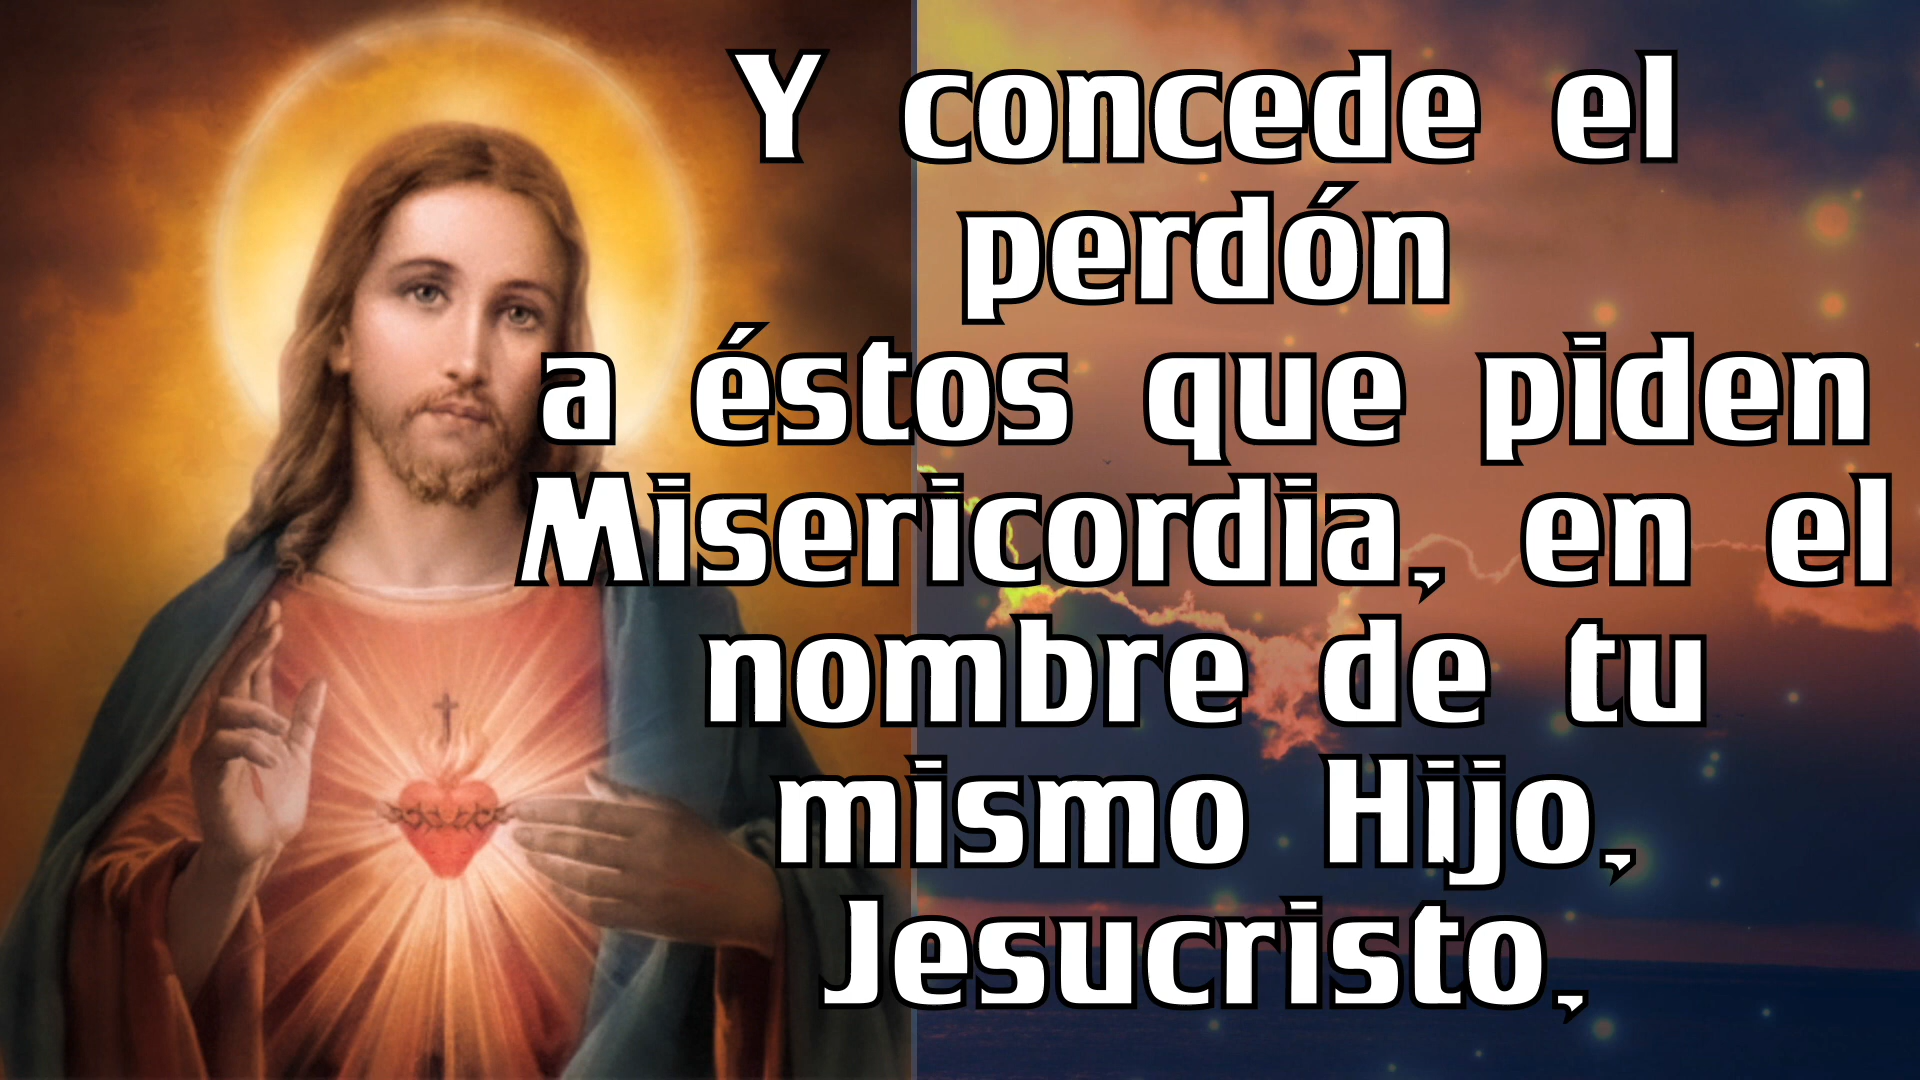 Y concede el
perdón
a éstos que piden
Misericordia, en el
nombre de tu
mismo Hijo,
Jesucristo,